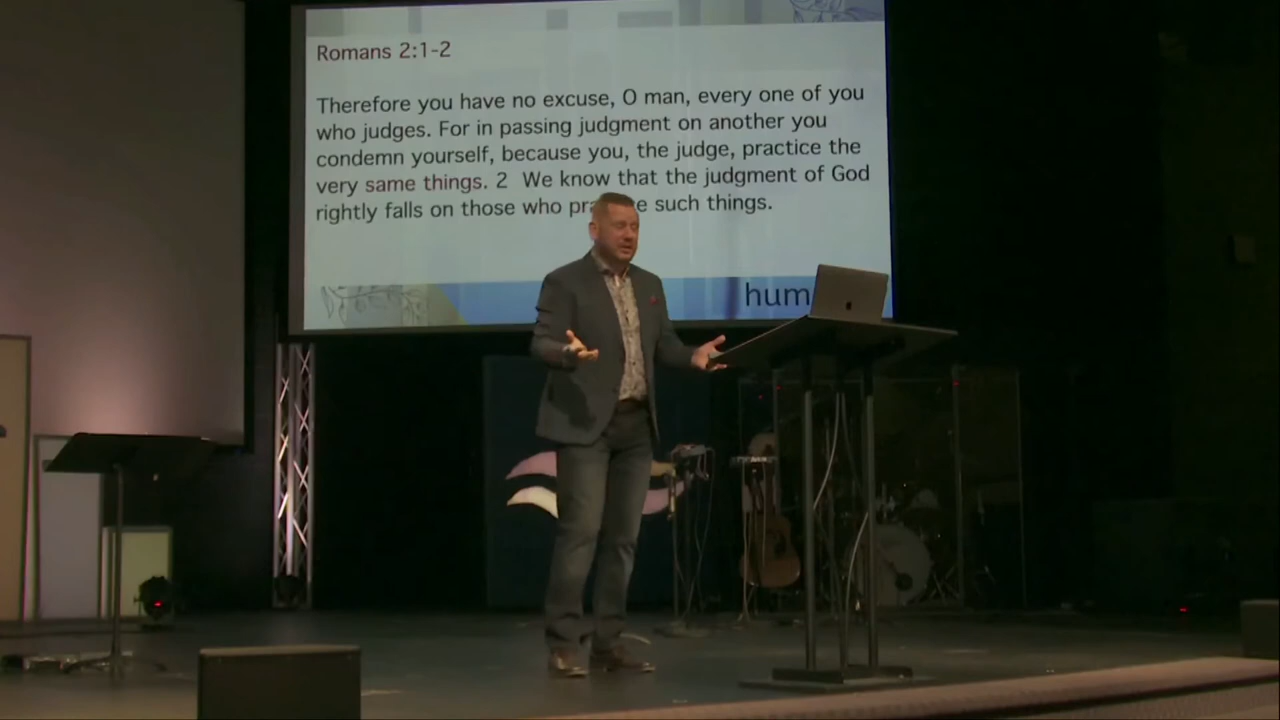 Romans 2:1-2
Therefore you have no excuse, O man, every one of you
who judges. For in passing judgment on another you
condemn yourself, because you, the judge, practice the
very same things. 2 We know that the judgment of God
rightly falls on those who such things.